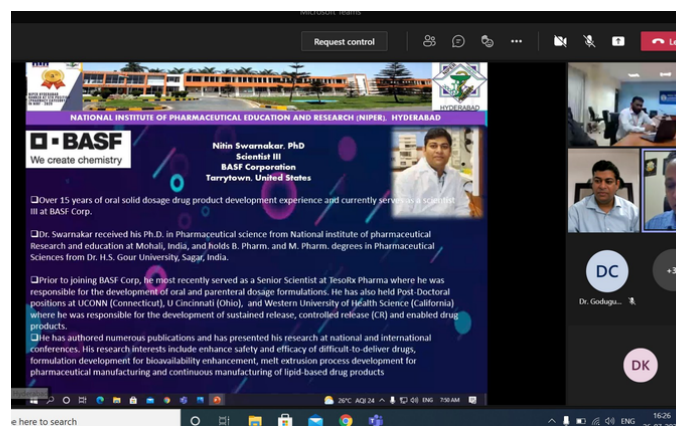 Microsoft Teams
Request control
HYDERABAD
NATIONAL INSTITUTE OF PHARMACEUTICAL EDUCATION AND RESEARCH (NIPER), HYDERABAD
BASF
We create chemistry
Nitin Swarnakar, PhD
Scientist III
BASF Corporation
Tarrytown, United States
Over 15 years of oral solid dosage drug product development experience and currently serves as a scientist
III at BASF Corp.
Dr. Swarnakar received his Ph.D. in Pharmaceutical science from National institute of pharmaceutical
Research and education at Mohali, India, and holds B. Pharm. and M. Pharm. degrees in Pharmaceutical
Sciences from Dr. H.S. Gour University, Sagar, India.
Prior to joining BASF Corp, he most recently served as a Senior Scientist at TesoRx Pharma where he was
responsible for the development of oral and parenteral dosage formulations. He has also held Post-Doctoral
positions at UCONN (Connecticut), U Cincinnati (Ohio), and Western University of Health Science (California)
where he was responsible for the development of sustained release, controlled release (CR) and enabled drug
products.
He has authored numerous publications and has presented his research at national and international
conferences. His research interests include enhance safety and efficacy of difficult-to-deliver drugs,
formulation development for bioavailability enhancement, melt extrusion process development for
pharmaceutical manufacturing and continuous manufacturing of lipid-based drug products
DC
+3
Dr. Godugu...
DK
26°C AQI 24 ENG 7:50 AM
e here to search
ENG
16:26